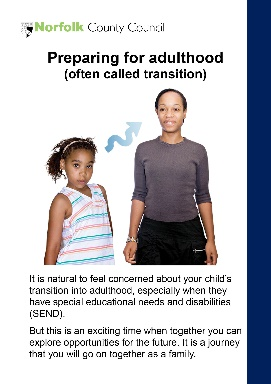 Norfolk County Council
Preparing for adulthood
(often called transition)
It is natural to feel concerned about your child's
transition into adulthood, especially when they
have special educational needs and disabilities
(SEND).
But this is an exciting time when together you can
explore opportunities for the future. It is a journey
that you will go on together as a family.